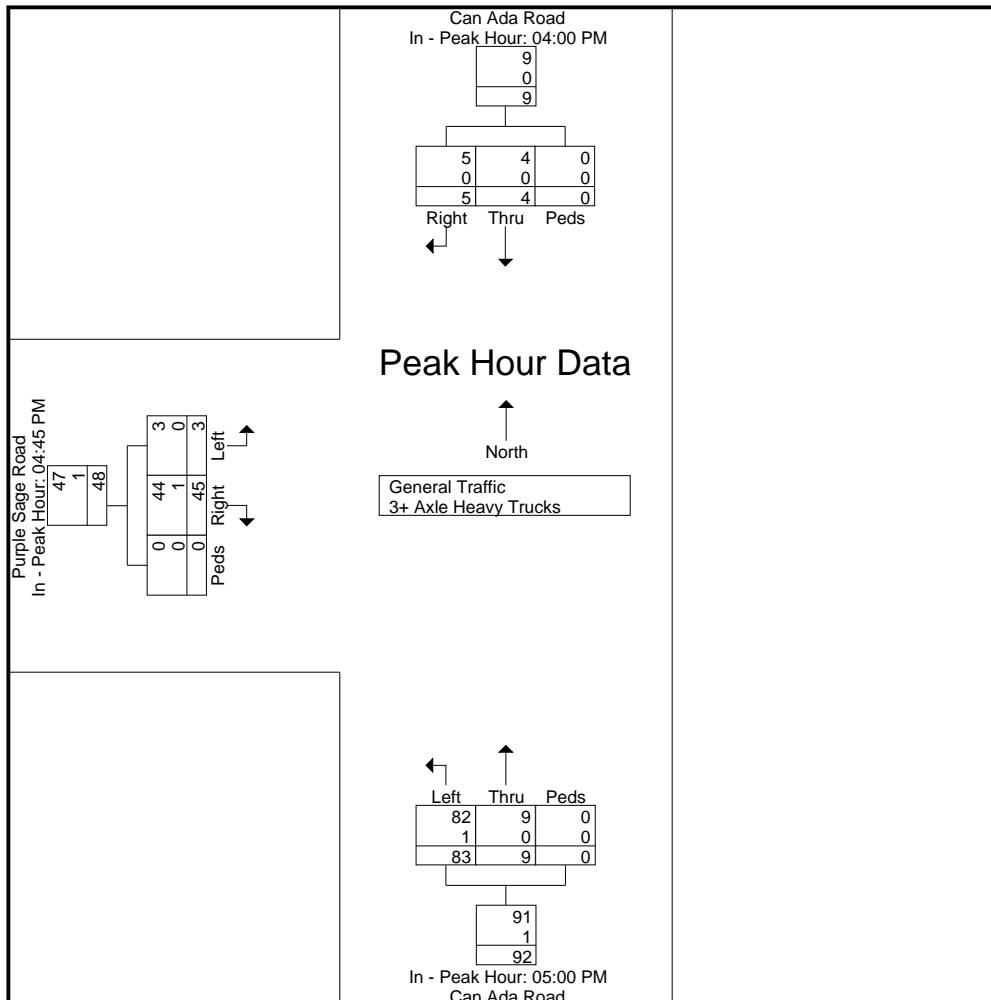 Can Ada Road
In - Peak Hour: 04:00 PM
9
0
9
5 4 0
0 0 0
5 4 0
Right Thru Peds
Peak Hour Data
North
General Traffic
3+ Axle Heavy Trucks
Purple Sage Road
In - Peak Hour: 04:45 PM
47
1
48
3 0 3
Left
44 1 45
Right
0 0 0
Peds
Left Thru Peds
82 9 0
1 0 0
83 9 0
91
1
92
In - Peak Hour: 05:00 PM
Can Ada Road